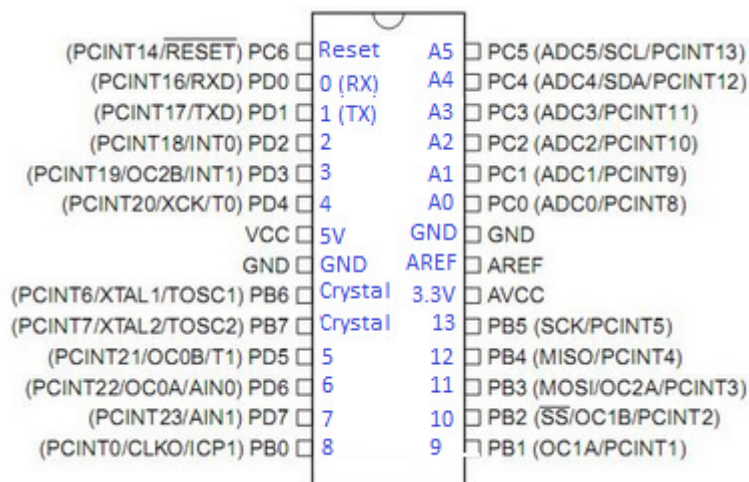 (PCINT14/RESET) PC6 Reset A5 PC5 (ADC5/SCL/PCINT13)
(PCINT16/RXD) PD0 0 (RX) A4 PC4 (ADC4/SDA/PCINT12)
(PCINT17/TXD) PD1 1 (TX) A3 PC3 (ADC3/PCINT11)
(PCINT18/INT0) PD2 2 A2 PC2 (ADC2/PCINT10)
(PCINT19/OC2B/INT1) PD3 3 A1 PC1 (ADC1/PCINT9)
(PCINT20/XCK/T0) PD4 4 A0 PC0 (ADC0/PCINT8)
VCC 5V GND GND
GND GND AREF AREF
(PCINT6/XTAL1/TOSC1) PB6 Crystal 3.3V AVCC
(PCINT7/XTAL2/TOSC2) PB7 Crystal 13 PB5 (SCK/PCINT5)
(PCINT21/OC0B/T1) PD5 5 12 PB4 (MISO/PCINT4)
(PCINT22/OC0A/AIN0) PD6 6 11 PB3 (MOSI/OC2A/PCINT3)
(PCINT23/AIN1) PD7 7 10 PB2 (SS/OC1B/PCINT2)
(PCINT0/CLKO/ICP1) PB0 8 9 PB1 (OC1A/PCINT1)